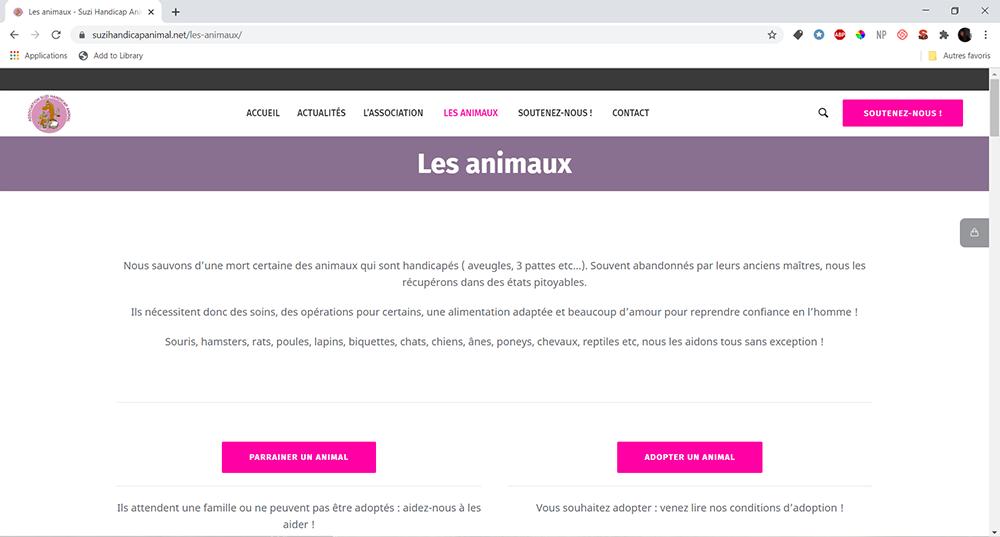 Les animaux - Suzi Handicap Ani
suzihandicapanimal.net/les-animaux/
ABP
NP
Applications
Add to Library
Autres favoris
ASSOCIATION SUZI HANDICAP ANIMAL
ACCUEIL
ACTUALITÉS
L'ASSOCIATION
LES ANIMAUX
SOUTENEZ-NOUS !
CONTACT
SOUTENEZ-NOUS !
Les animaux
Nous sauvons d'une mort certaine des animaux qui sont handicapés ( aveugles, 3 pattes etc...). Souvent abandonnés par leurs anciens maîtres, nous les
récupérons dans des états pitoyables.
Ils nécessitent donc des soins, des opérations pour certains, une alimentation adaptée et beaucoup d'amour pour reprendre confiance en l'homme !
Souris, hamsters, rats, poules, lapins, biquettes, chats, chiens, ânes, poneys, chevaux, reptiles etc, nous les aidons tous sans exception !
PARRAINER UN ANIMAL
ADOPTER UN ANIMAL
Ils attendent une famille ou ne peuvent pas être adoptés : aidez-nous à les
aider !
Vous souhaitez adopter : venez lire nos conditions d'adoption !